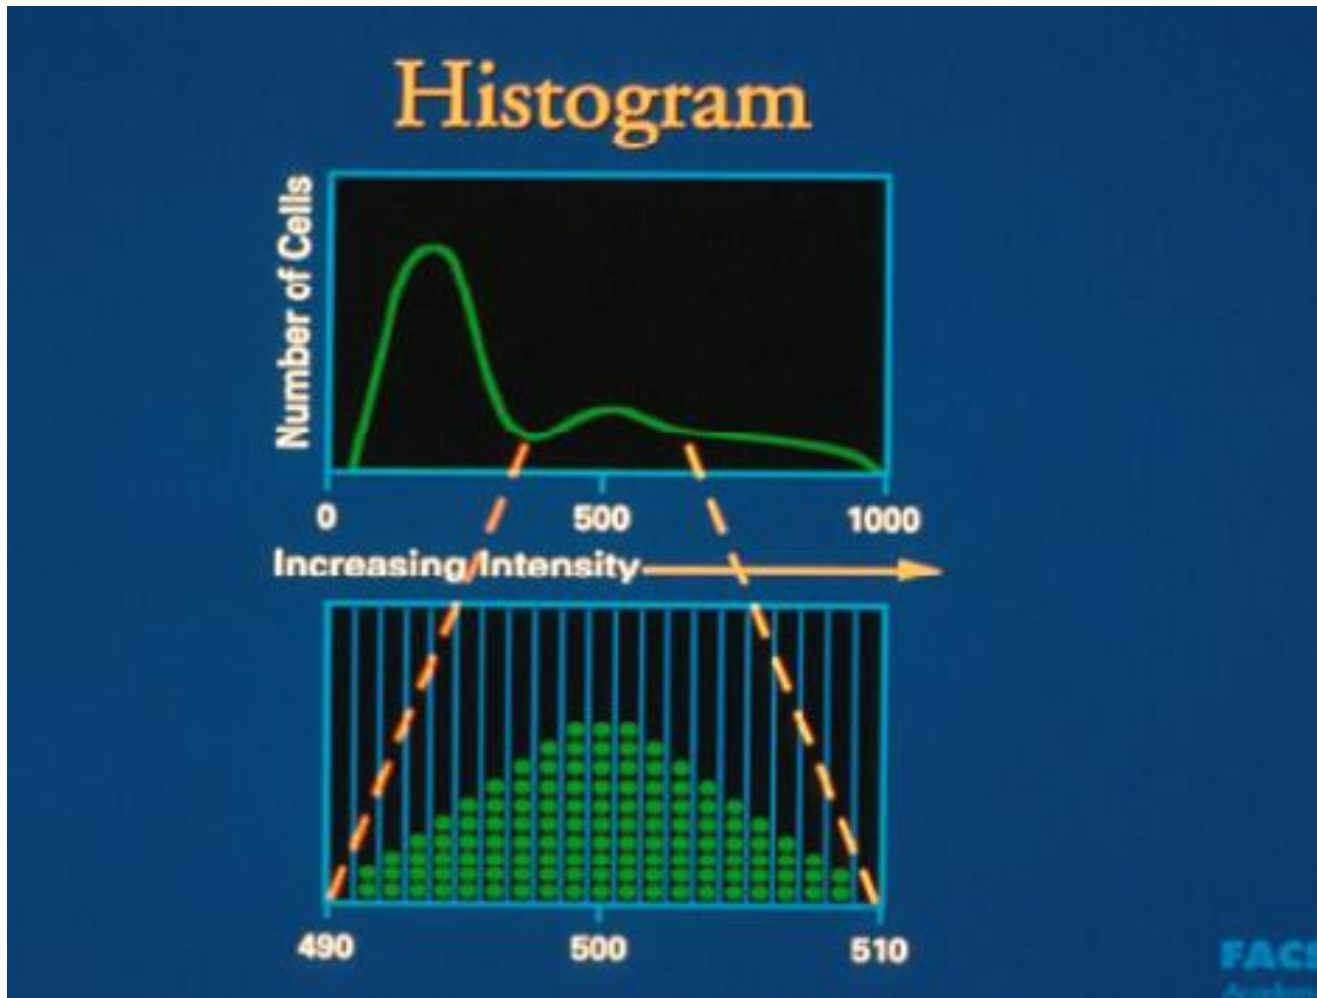 Histogram
Number of Cells
0 500 1000
Increasing Intensity
490 500 510
FACS